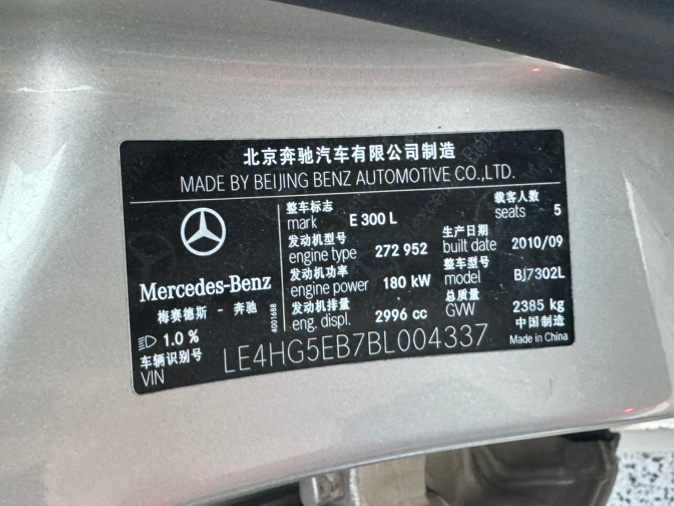 北京奔驰汽车有限公司制造
MADE BY BEIJING BENZ AUTOMOTIVE CO.,LTD.
Mercedes-Benz
梅赛德斯 - 奔驰
1.0 %
4001688
整车标志
mark E 300 L
载客人数
seats 5
发动机型号
engine type 272 952
生产日期
built date 2010/09
发动机功率
engine power 180 kW
整车型号
model BJ7302L
发动机排量
eng. displ. 2996 cc
总质量
GVW 2385 kg
中国制造
Made in China
车辆识别号
VIN LE4HG5EB7BL004337